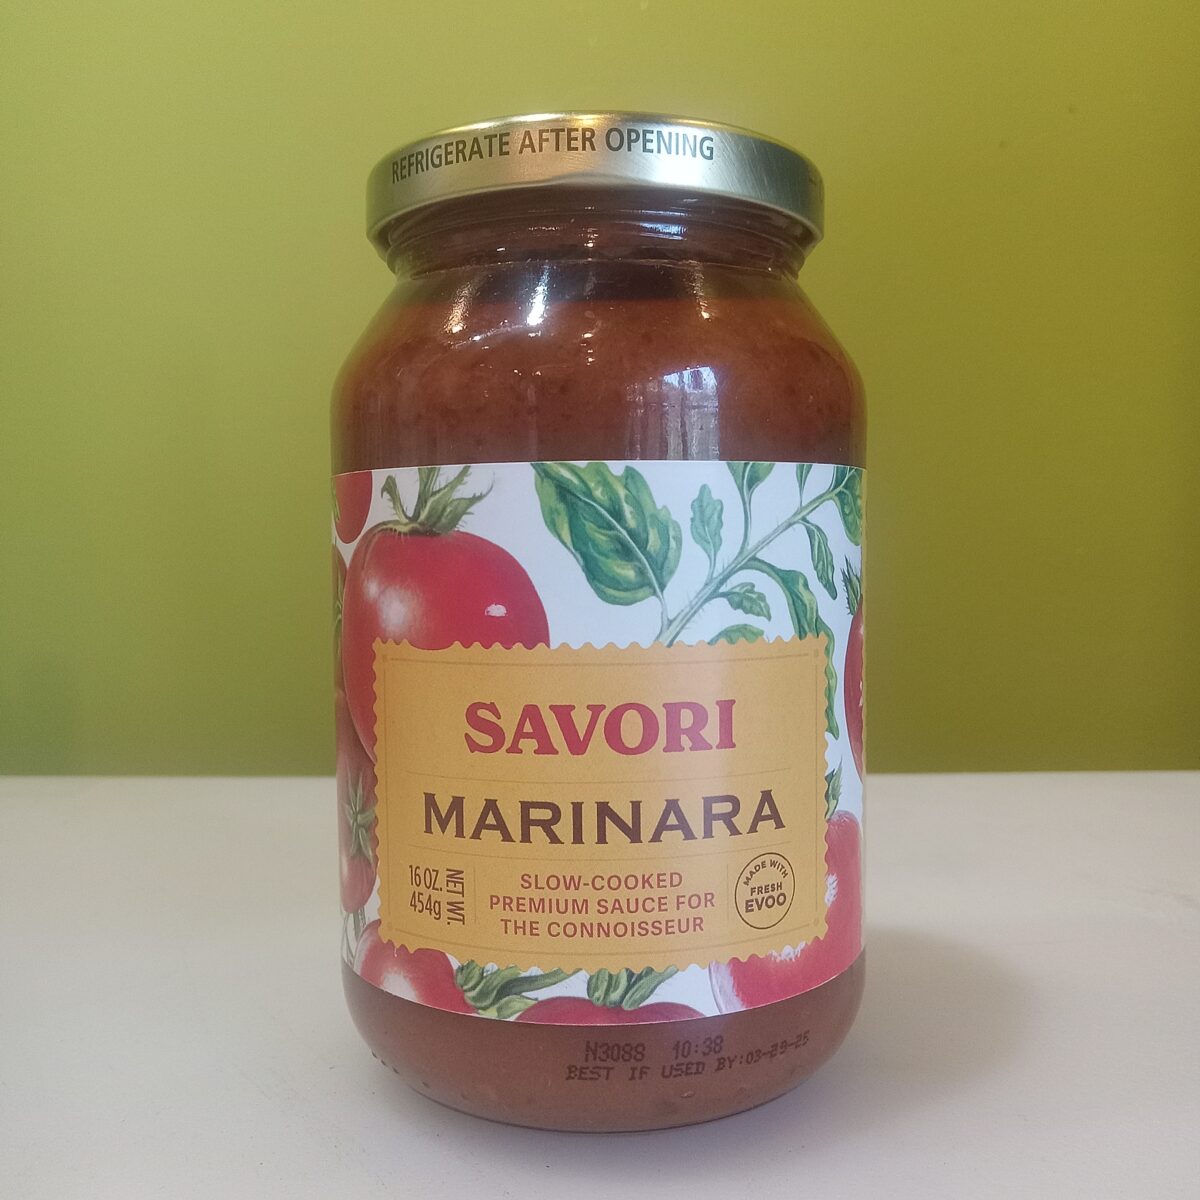 REFRIGERATE AFTER OPENING
SAVORI
MARINARA
16 OZ.
454g
NET WT.
SLOW-COOKED
PREMIUM SAUCE FOR
THE CONNOISSEUR
MADE WITH
FRESH
EVOO
N3088 10:38
BEST IF USED BY:03-29-25